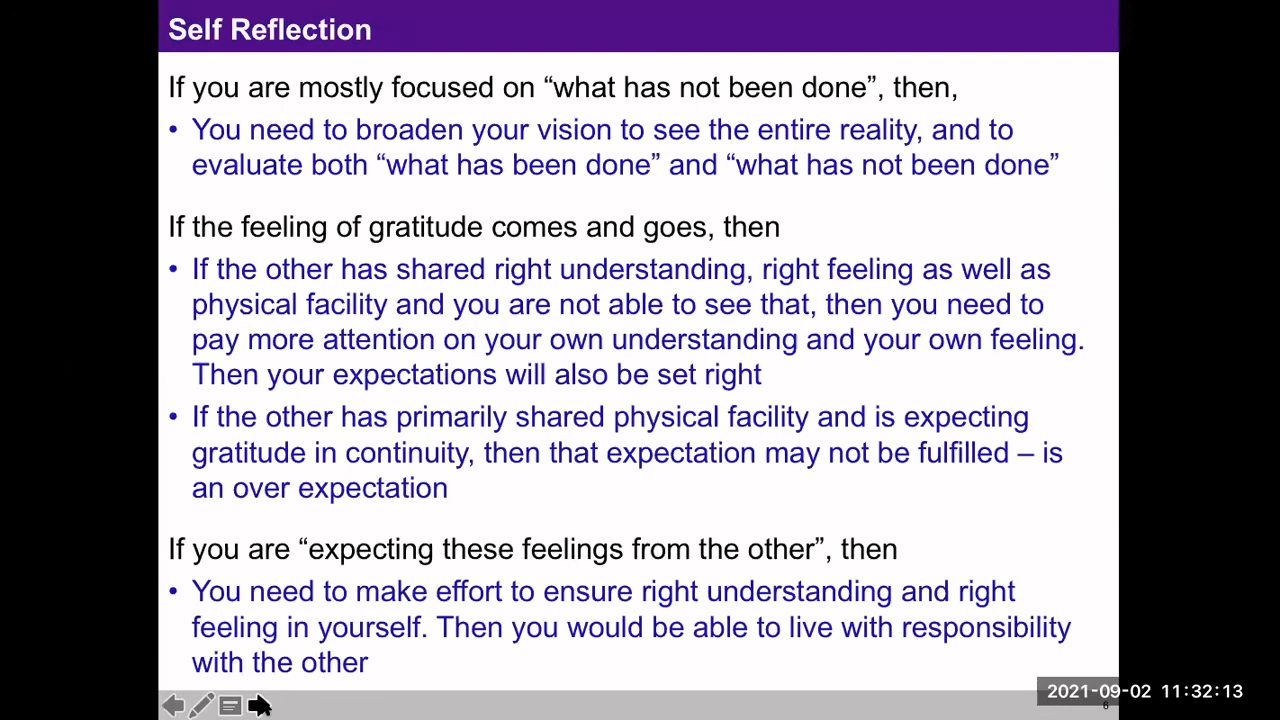 Self Reflection
If you are mostly focused on “what has not been done”, then,
• You need to broaden your vision to see the entire reality, and to
evaluate both “what has been done” and “what has not been done”
If the feeling of gratitude comes and goes, then
• If the other has shared right understanding, right feeling as well as
physical facility and you are not able to see that, then you need to
pay more attention on your own understanding and your own feeling.
Then your expectations will also be set right
• If the other has primarily shared physical facility and is expecting
gratitude in continuity, then that expectation may not be fulfilled – is
an over expectation
If you are “expecting these feelings from the other”, then
• You need to make effort to ensure right understanding and right
feeling in yourself. Then you would be able to live with responsibility
with the other
2021-09-02 11:32:13
6